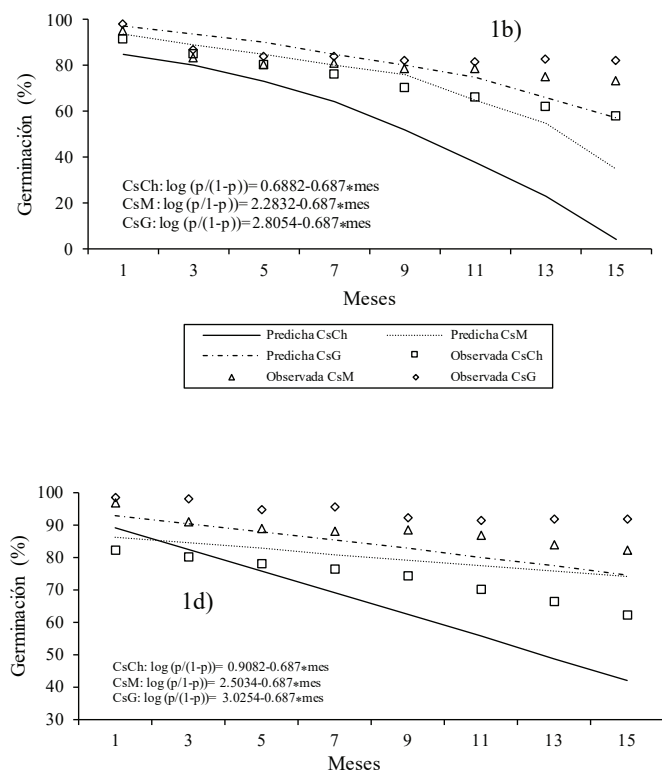 1b)
100
80
60
40
20
0
Germinación (%)
CsCh: log (p/(1-p))= 0.6882-0.687*mes
CsM: log (p/1-p))= 2.2832-0.687*mes
CsG: log (p/(1-p))= 2.8054-0.687*mes
1 3 5 7 9 11 13 15
Meses
Predicha CsCh Predicha CsM
Predicha CsG Observada CsCh
Observada CsM Observada CsG
100
90
80
70
60
50
40
30
Germinación (%)
1d)
CsCh: log (p/(1-p))= 0.9082-0.687*mes
CsM: log (p/1-p))= 2.5034-0.687*mes
CsG: log (p/(1-p))= 3.0254-0.687*mes
1 3 5 7 9 11 13 15
Meses